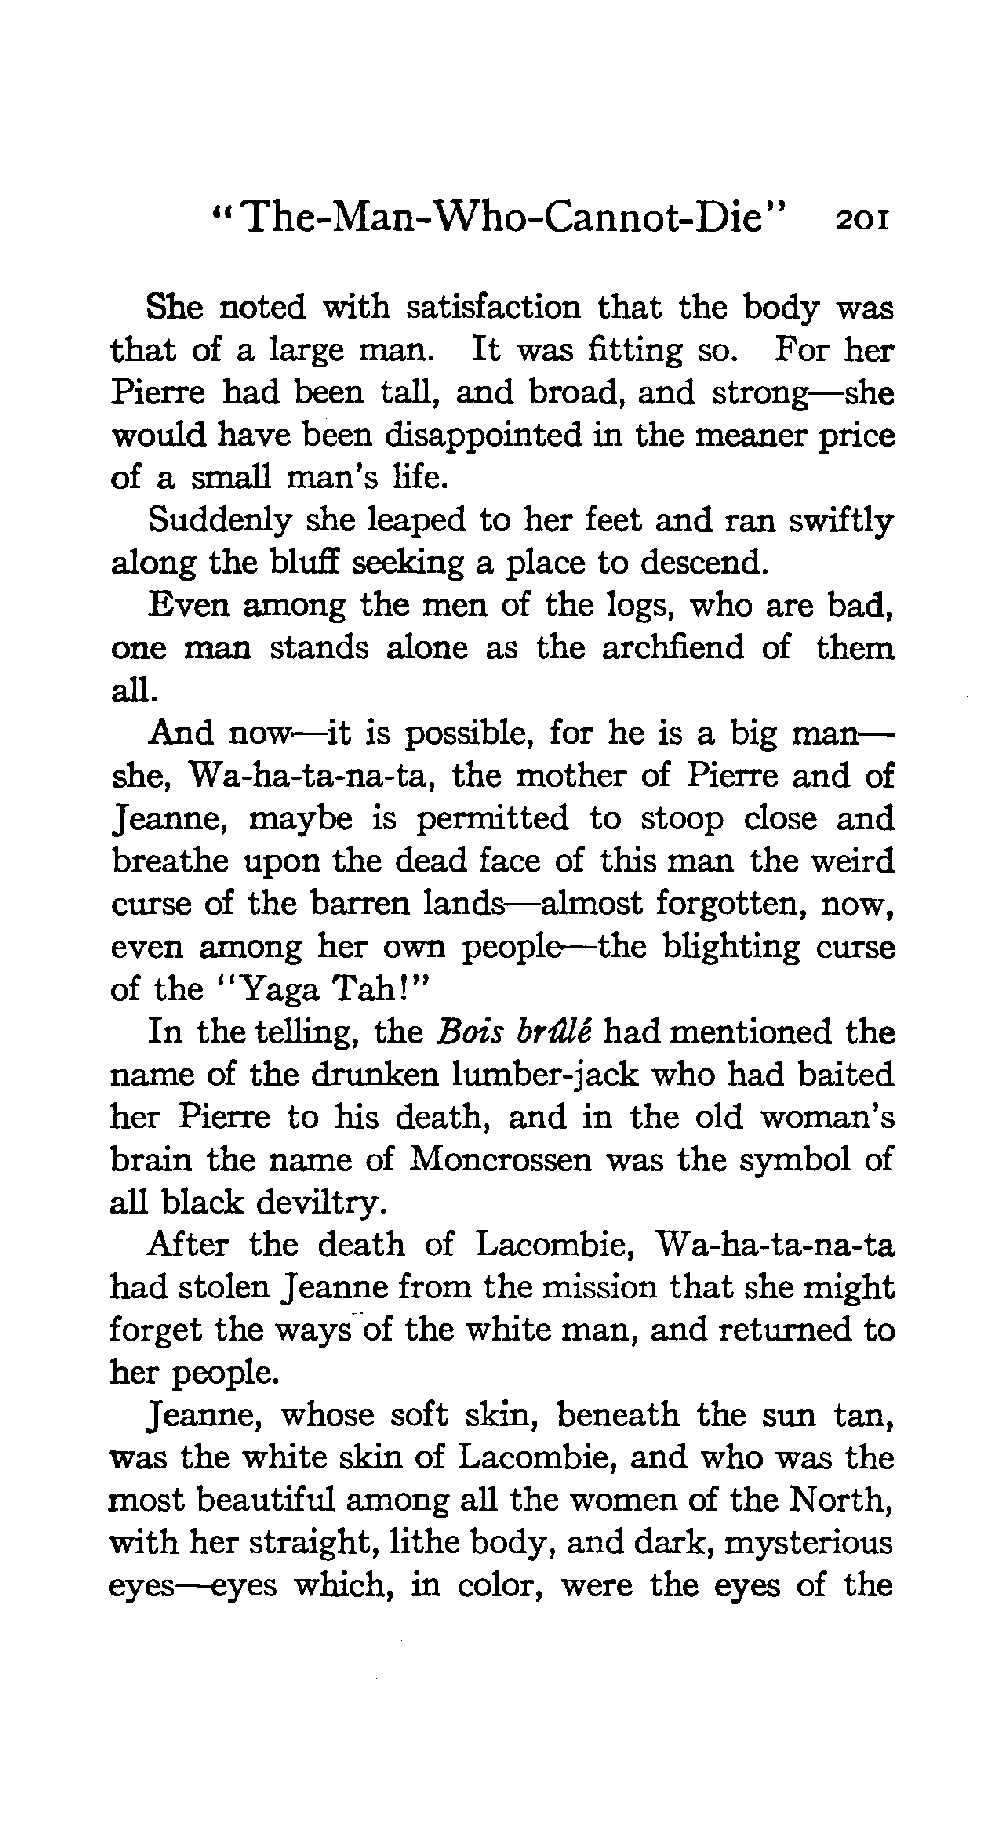 "The-Man-Who-Cannot-Die" 201
She noted with satisfaction that the body was
that of a large man. It was fitting so. For her
Pierre had been tall, and broad, and strong—she
would have been disappointed in the meaner price
of a small man's life.
Suddenly she leaped to her feet and ran swiftly
along the bluff seeking a place to descend.
Even among the men of the logs, who are bad,
one man stands alone as the archfiend of them
all.
And now—it is possible, for he is a big man—
she, Wa-ha-ta-na-ta, the mother of Pierre and of
Jeanne, maybe is permitted to stoop close and
breathe upon the dead face of this man the weird
curse of the barren lands—almost forgotten, now,
even among her own people—the blighting curse
of the "Yaga Tah!"
In the telling, the Bois brûlé had mentioned the
name of the drunken lumber-jack who had baited
her Pierre to his death, and in the old woman's
brain the name of Moncrossen was the symbol of
all black deviltry.
After the death of Lacombie, Wa-ha-ta-na-ta
had stolen Jeanne from the mission that she might
forget the ways of the white man, and returned to
her people.
Jeanne, whose soft skin, beneath the sun tan,
was the white skin of Lacombie, and who was the
most beautiful among all the women of the North,
with her straight, lithe body, and dark, mysterious
eyes—eyes which, in color, were the eyes of the